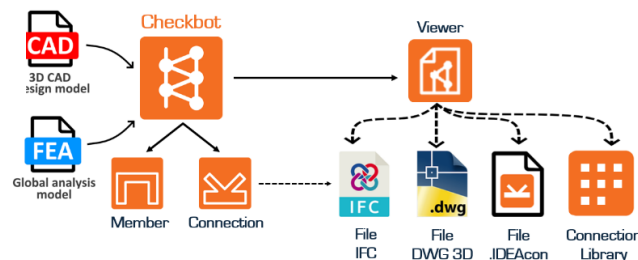 Checkbot
Viewer
CAD
3D CAD
design model
FEA
Global analysis
model
Member
Connection
IFC
File
IFC
.dwg
File
DWG 3D
File
.IDEAcon
Connection
Library